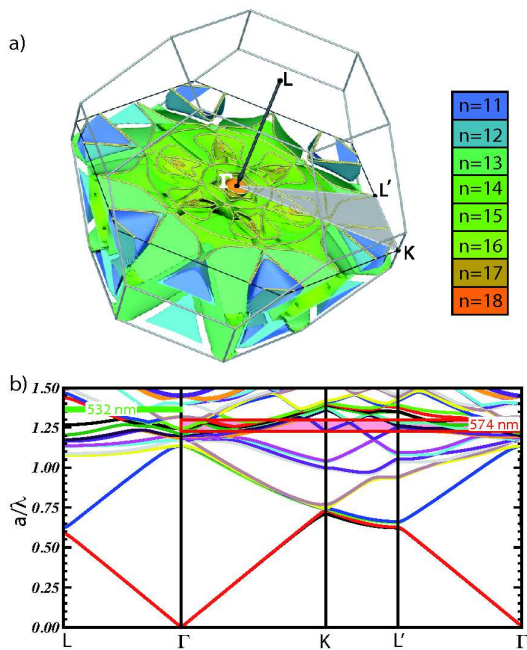 a)
L
Γ
L′
K
n=11
n=12
n=13
n=14
n=15
n=16
n=17
n=18
b)
1.50
1.25
1.00
0.75
0.50
0.25
0.00
a/λ
532 nm
574 nm
L Γ K L′ Γ